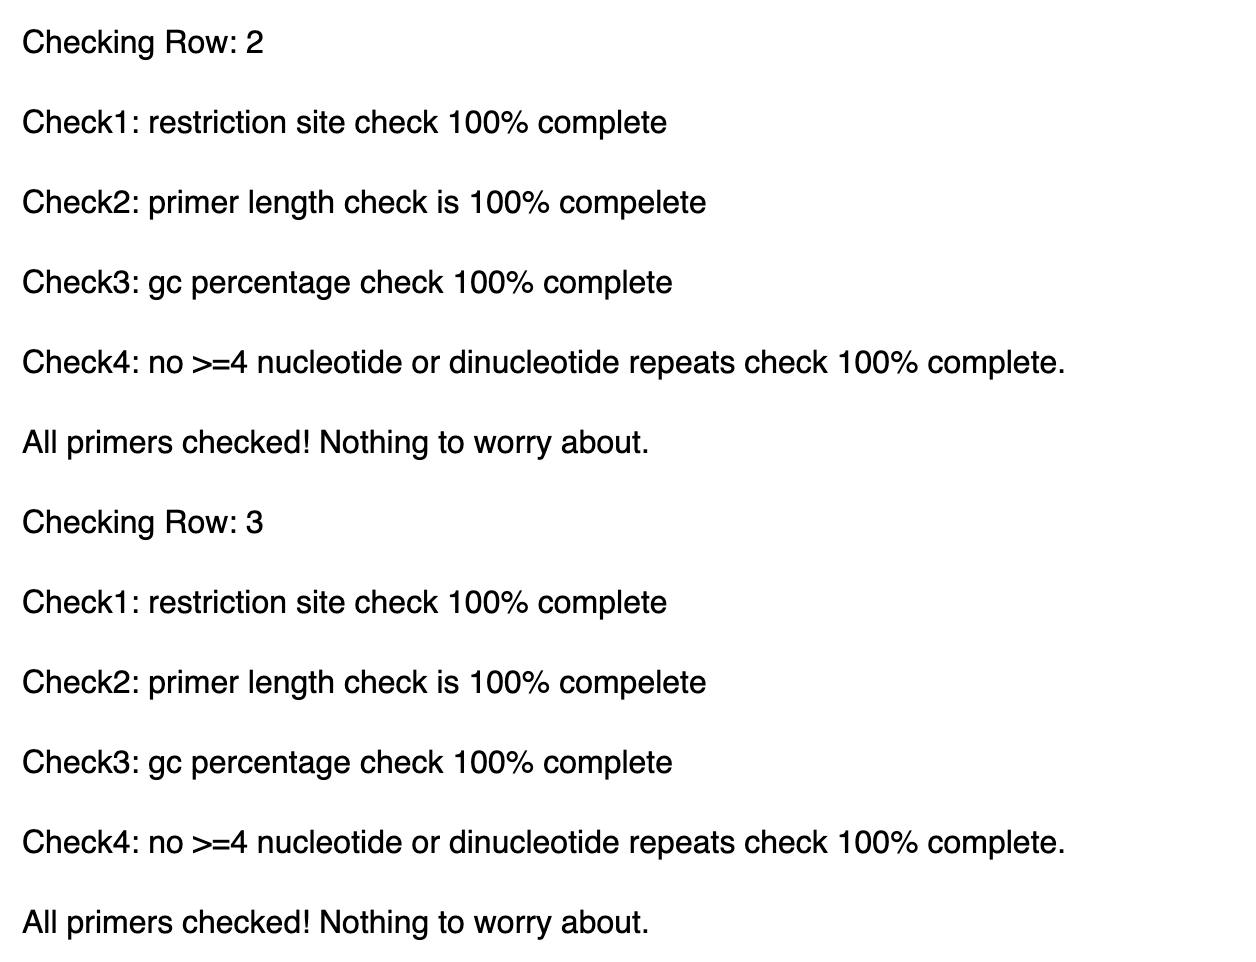 Checking Row: 2
Check1: restriction site check 100% complete
Check2: primer length check is 100% compelete
Check3: gc percentage check 100% complete
Check4: no >=4 nucleotide or dinucleotide repeats check 100% complete.
All primers checked! Nothing to worry about.
Checking Row: 3
Check1: restriction site check 100% complete
Check2: primer length check is 100% compelete
Check3: gc percentage check 100% complete
Check4: no >=4 nucleotide or dinucleotide repeats check 100% complete.
All primers checked! Nothing to worry about.